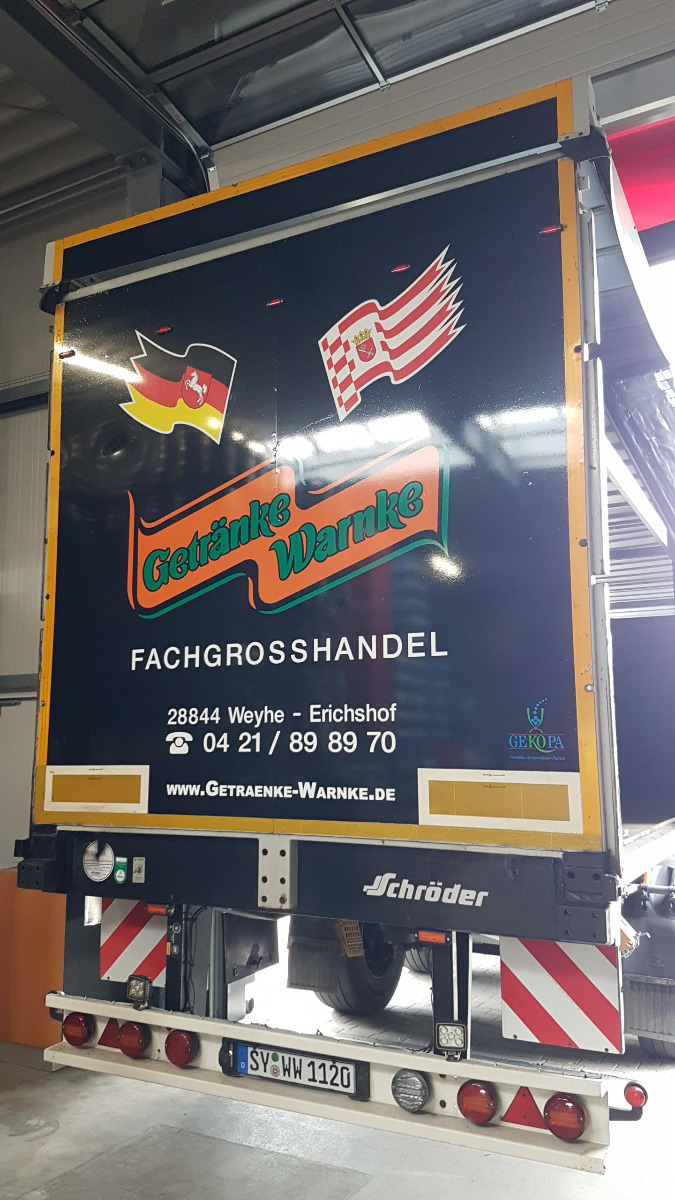 Getränke
Warnke
FACHGROSSHANDEL
28844 Weyhe - Erichshof
04 21 / 89 89 70
GEKOPA
www.Getraenke-Warnke.de
Schröder
D SY WW 1120